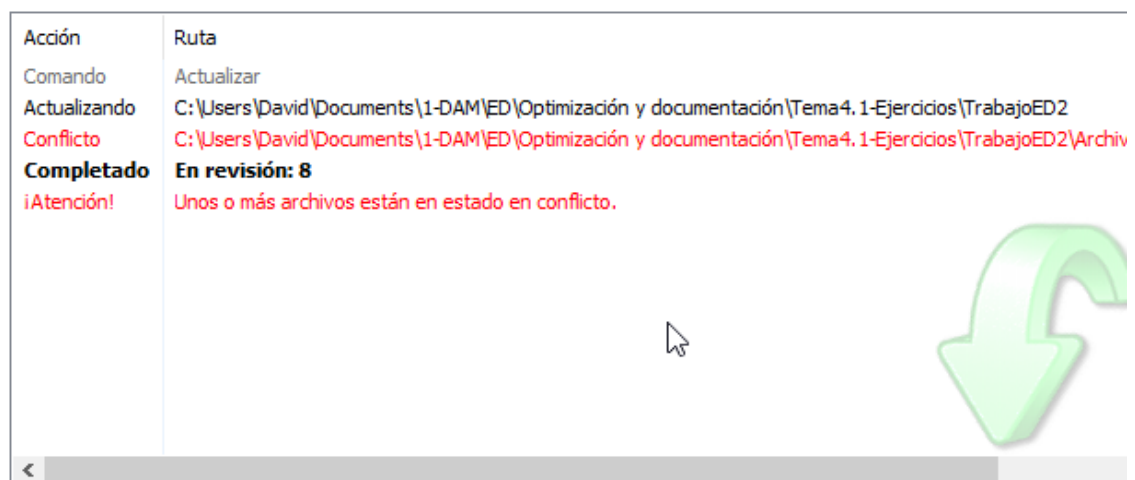 Acción Ruta
Comando Actualizar
Actualizando C:\Users\David\Documents\1-DAM\ED\Optimización y documentación\Tema4.1-Ejercicios\TrabajoED2
Conflicto C:\Users\David\Documents\1-DAM\ED\Optimización y documentación\Tema4.1-Ejercicios\TrabajoED2\Archiv
Completado En revisión: 8
¡Atención! Unos o más archivos están en estado en conflicto.